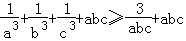 1/a³ + 1/b³ + 1/c³ + abc ⩾ 3/abc + abc